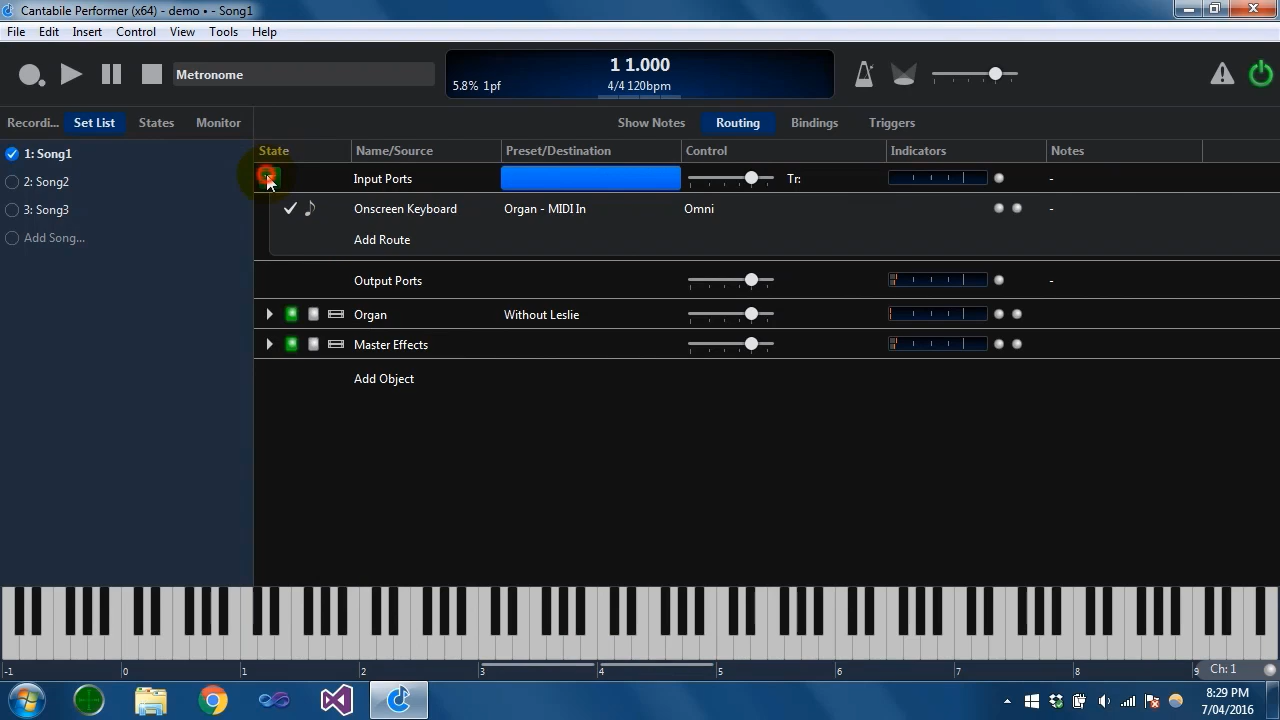 Cantabile Performer (x64) - demo • - Song1
File Edit Insert Control View Tools Help
Metronome
1 1.000
5.8% 1pf 4/4 120bpm
Recordi... Set List States Monitor
Show Notes Routing Bindings Triggers
State Name/Source Preset/Destination Control Indicators Notes
1: Song1
2: Song2
3: Song3
Add Song...
Input Ports Tr: -
Onscreen Keyboard Organ - MIDI In Omni -
Add Route
Output Ports -
Organ Without Leslie
Master Effects
Add Object
-1 0 1 2 3 4 5 6 7 8 9
Ch: 1
8:29 PM
7/04/2016